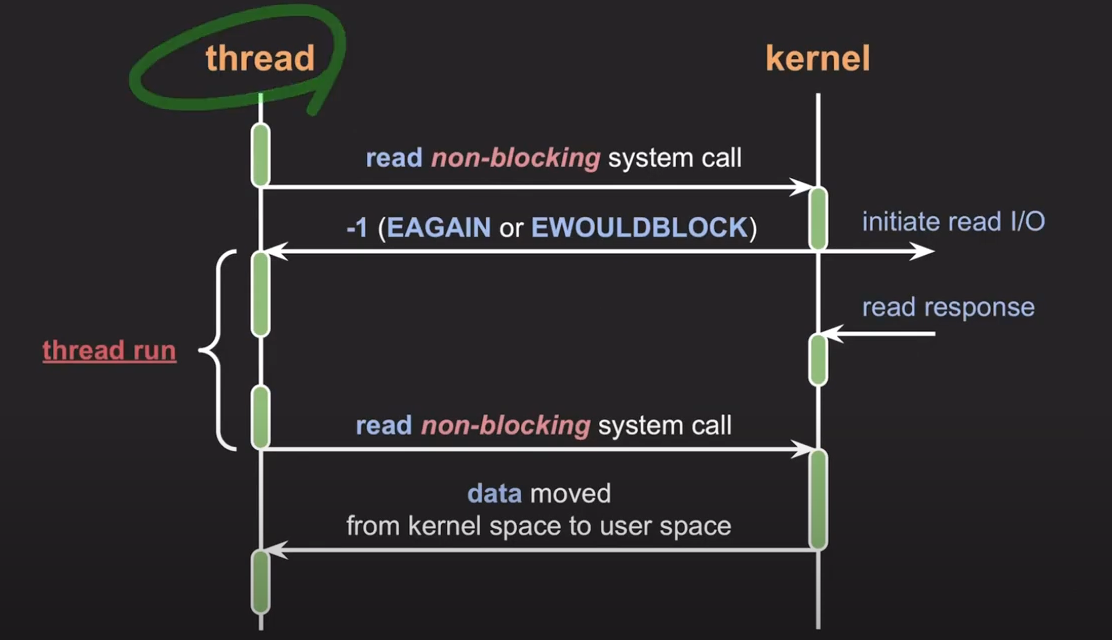 thread
kernel
read non-blocking system call
-1 (EAGAIN or EWOULDBLOCK)
initiate read I/O
read response
thread run
read non-blocking system call
data moved
from kernel space to user space